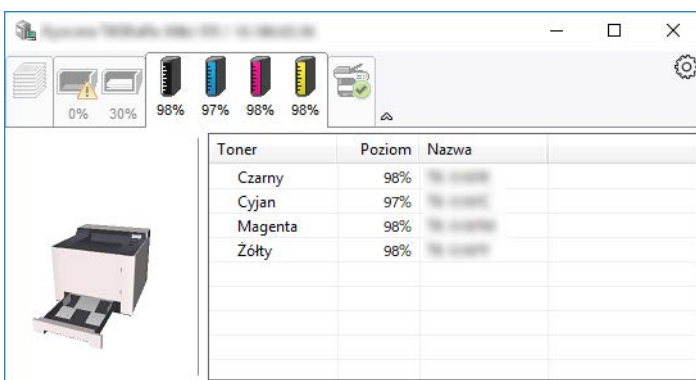 0% 30% 98% 97% 98% 98%
Toner Poziom Nazwa
Czarny 98%
Cyjan 97%
Magenta 98%
Żółty 98%